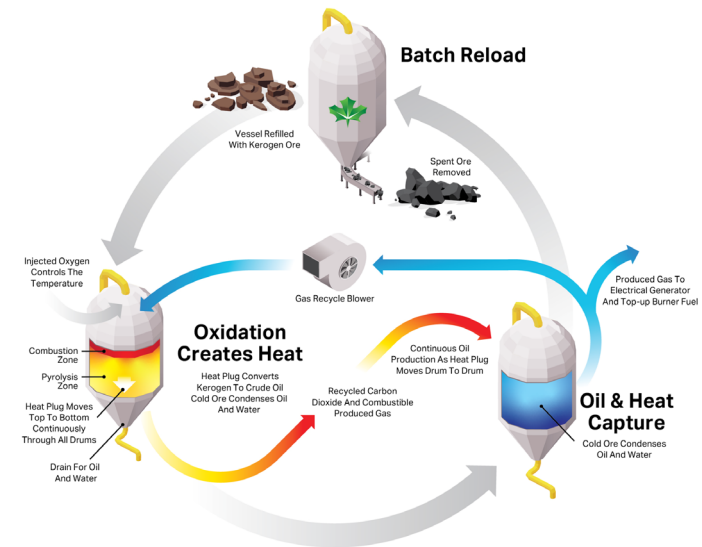 Batch Reload
Vessel Refilled
With Kerogen Ore
Spent Ore
Removed
Injected Oxygen
Controls The
Temperature
Gas Recycle Blower
Produced Gas To
Electrical Generator
And Top-up Burner Fuel
Oxidation
Creates Heat
Heat Plug Converts
Kerogen To Crude Oil
Cold Ore Condenses Oil
And Water
Combustion
Zone
Pyrolysis
Zone
Heat Plug Moves
Top To Bottom
Continuously
Through All Drums
Drain For Oil
And Water
Continuous Oil
Production As Heat Plug
Moves Drum To Drum
Recycled Carbon
Dioxide And Combustible
Produced Gas
Oil & Heat
Capture
Cold Ore Condenses
Oil And Water